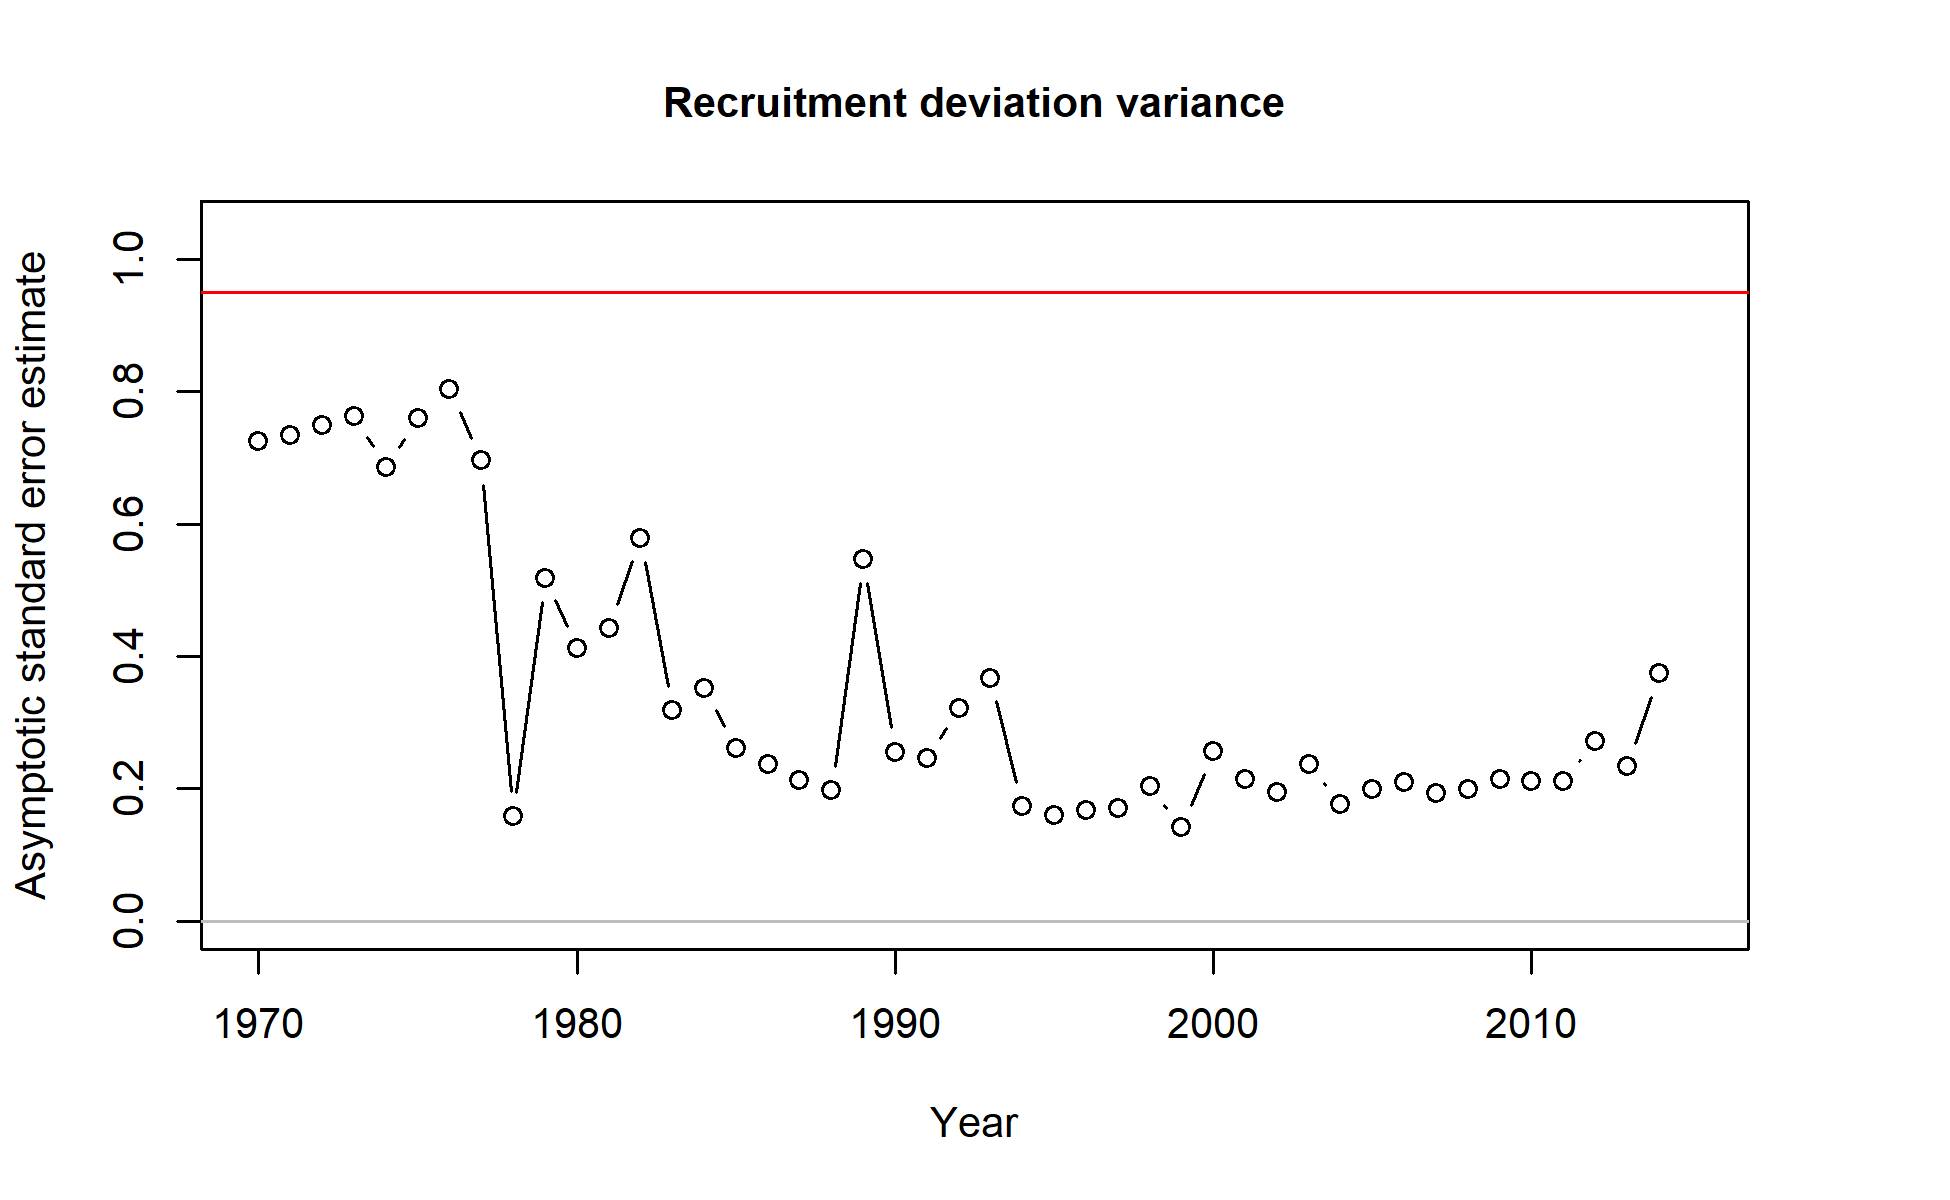 Recruitment deviation variance
Asymptotic standard error estimate
1.0
0.8
0.6
0.4
0.2
0.0
1970 1980 1990 2000 2010
Year